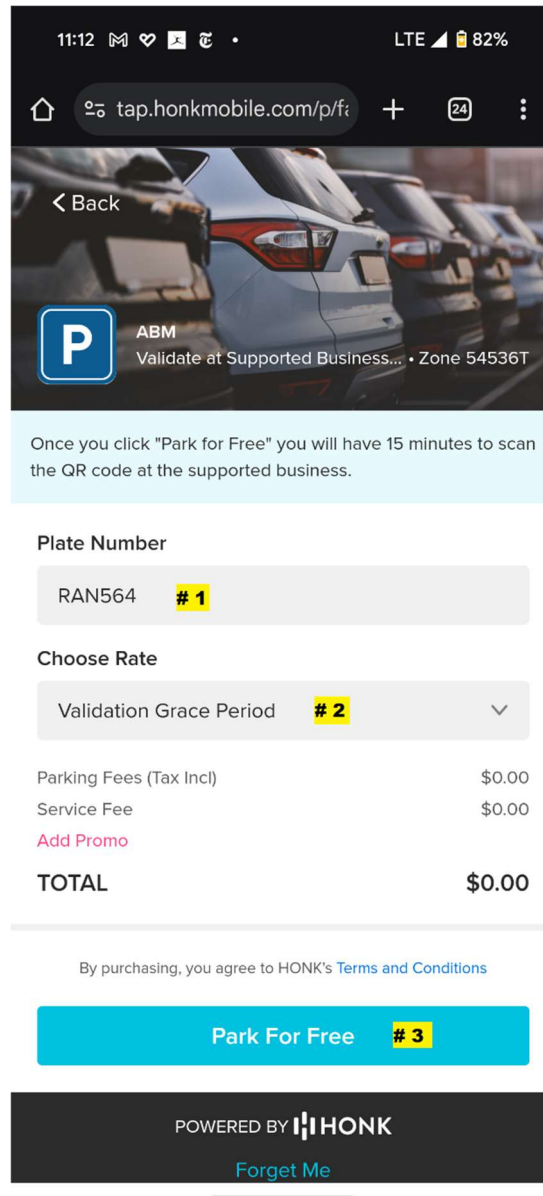 11:12 LTE 82%
tap.honkmobile.com/p/fa 24
Back
P
ABM
Validate at Supported Business... • Zone 54536T
Once you click "Park for Free" you will have 15 minutes to scan
the QR code at the supported business.
Plate Number
RAN564 # 1
Choose Rate
Validation Grace Period # 2
Parking Fees (Tax Incl) $0.00
Service Fee $0.00
Add Promo
TOTAL $0.00
By purchasing, you agree to HONK's Terms and Conditions
Park For Free # 3
POWERED BY HONK
Forget Me